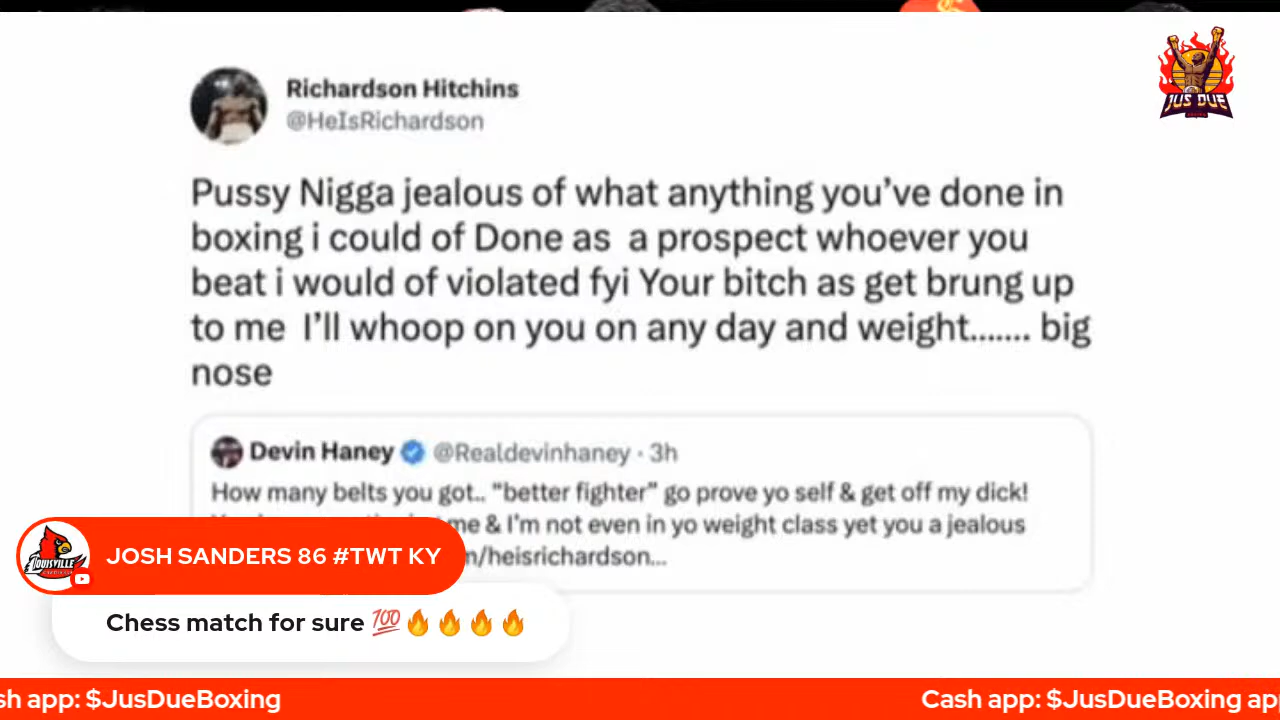 JUS DUE
Richardson Hitchins
@HeIsRichardson
Pussy Nigga jealous of what anything you've done in
boxing i could of Done as a prospect whoever you
beat i would of violated fyi Your bitch as get brung up
to me I'll whoop on you on any day and weight....... big
nose
Devin Haney @Realdevinhaney · 3h
How many belts you got.. "better fighter" go prove yo self & get off my dick!
me & I'm not even in yo weight class yet you a jealous
/heisrichardson...
LOUISVILLE
JOSH SANDERS 86 #TWT KY
Chess match for sure 💯🔥🔥🔥🔥
sh app: $JusDueBoxing
Cash app: $JusDueBoxing